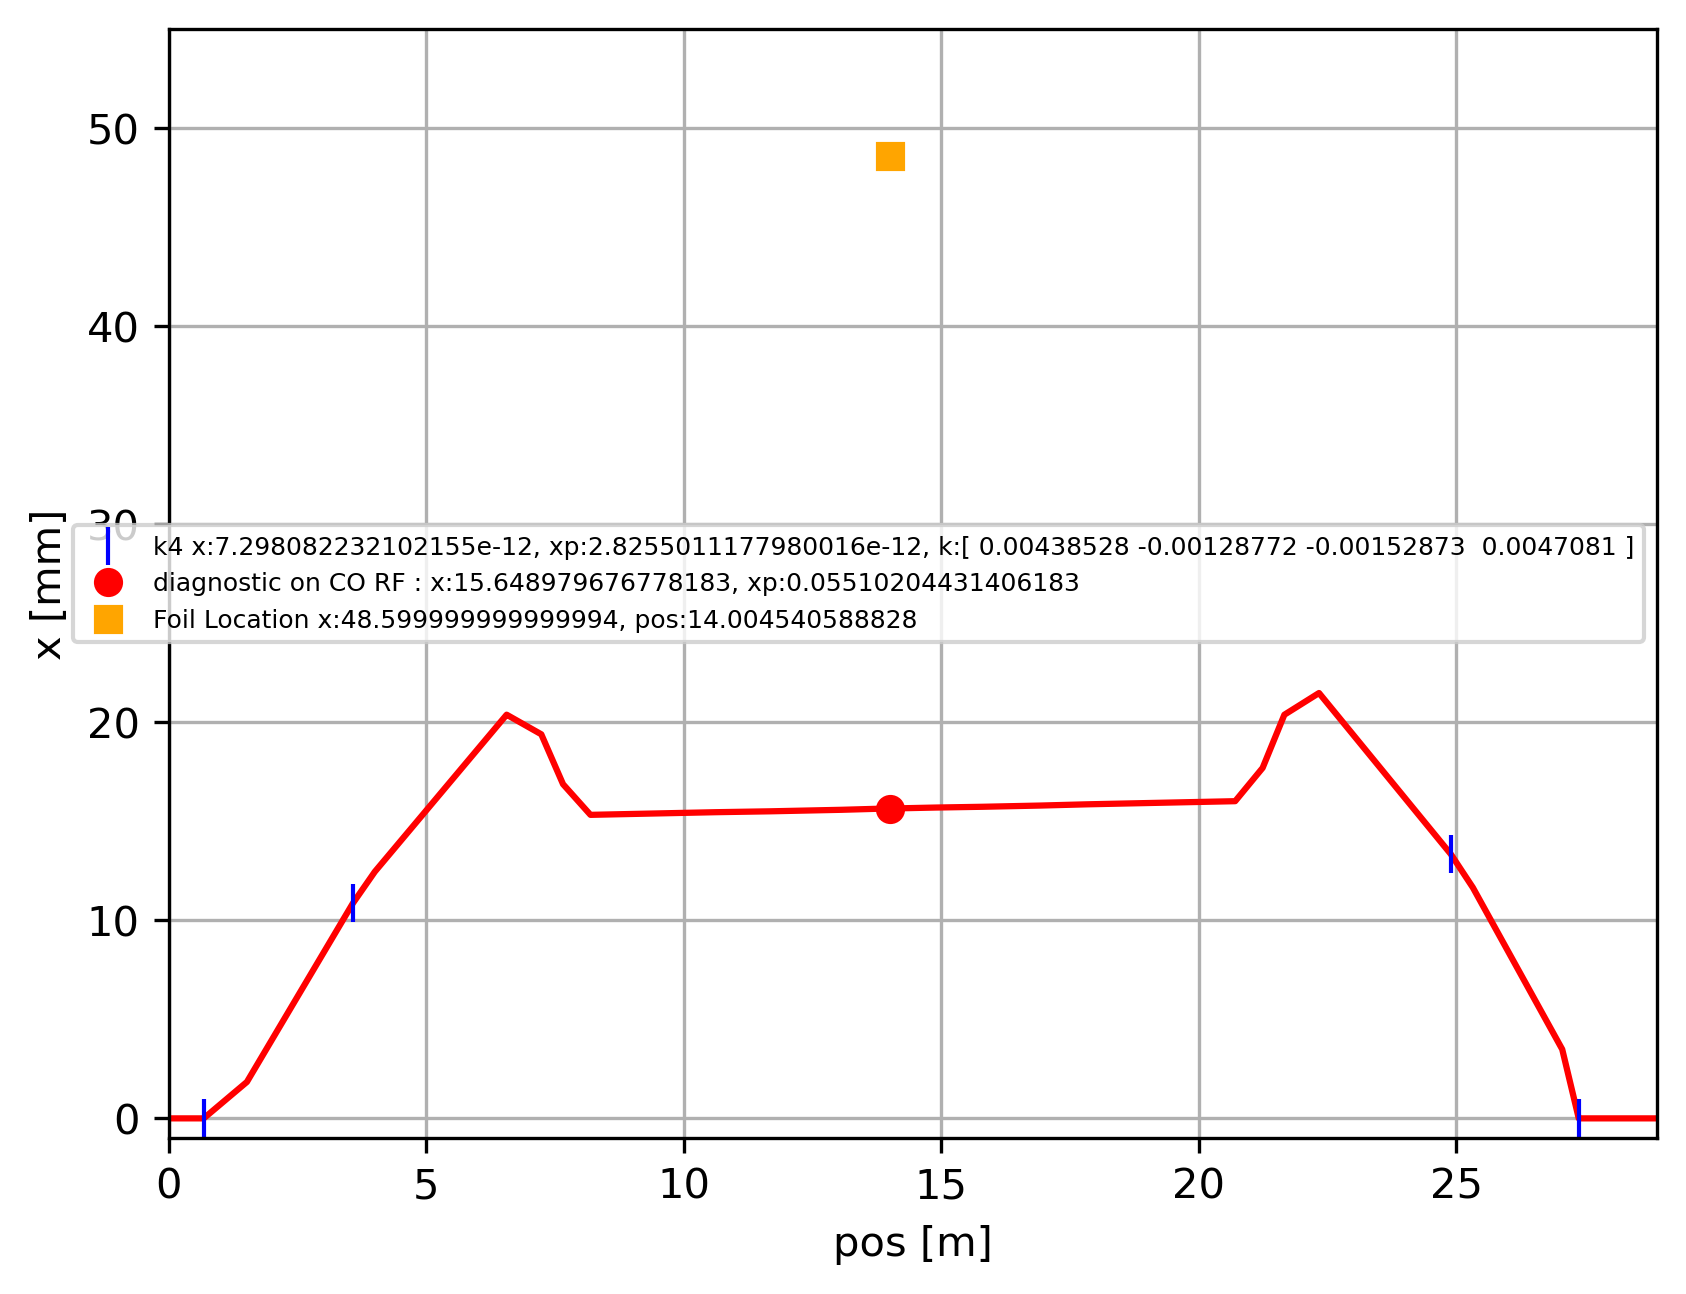 50
40
30
20
10
0
x [mm]
k4 x:7.298082232102155e-12, xp:2.8255011177980016e-12, k:[ 0.00438528 -0.00128772 -0.00152873  0.0047081 ]
diagnostic on CO RF : x:15.648979676778183, xp:0.05510204431406183
Foil Location x:48.599999999999994, pos:14.004540588828
0 5 10 15 20 25
pos [m]